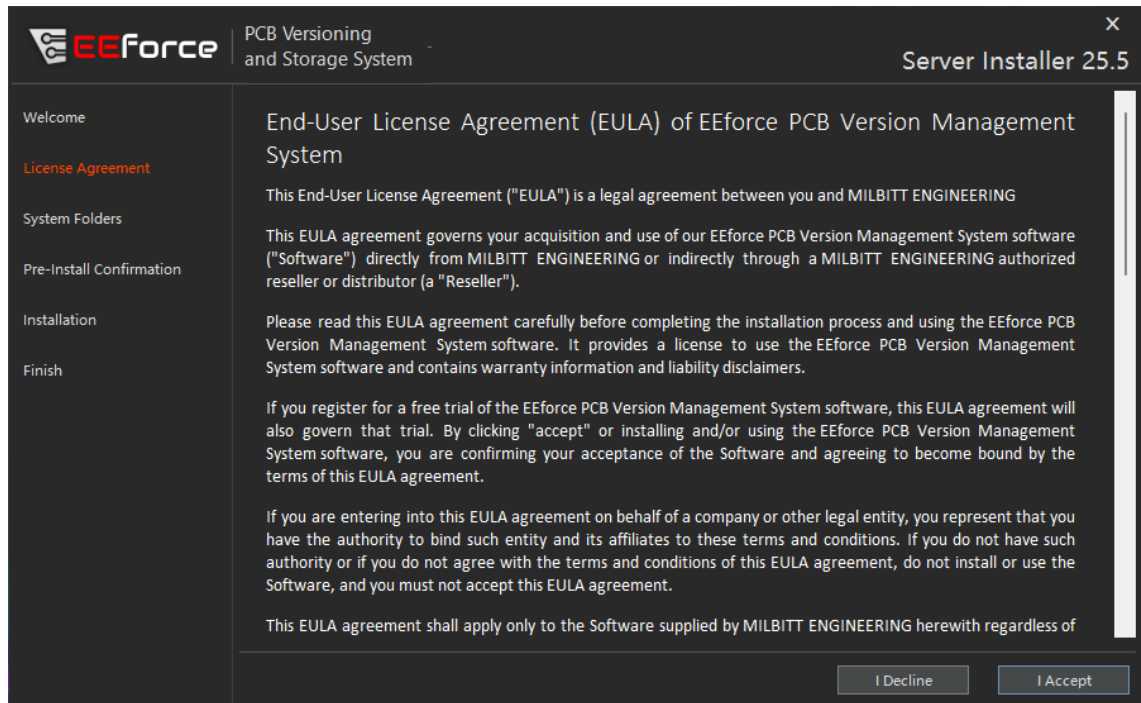 EEforce
PCB Versioning
and Storage System
Server Installer 25.5
Welcome
License Agreement
System Folders
Pre-Install Confirmation
Installation
Finish
End-User License Agreement (EULA) of EEforce PCB Version Management
System
This End-User License Agreement ("EULA") is a legal agreement between you and MILBITT ENGINEERING
This EULA agreement governs your acquisition and use of our EEforce PCB Version Management System software
("Software") directly from MILBITT ENGINEERING or indirectly through a MILBITT ENGINEERING authorized
reseller or distributor (a "Reseller").
Please read this EULA agreement carefully before completing the installation process and using the EEforce PCB
Version Management System software. It provides a license to use the EEforce PCB Version Management
System software and contains warranty information and liability disclaimers.
If you register for a free trial of the EEforce PCB Version Management System software, this EULA agreement will
also govern that trial. By clicking "accept" or installing and/or using the EEforce PCB Version Management
System software, you are confirming your acceptance of the Software and agreeing to become bound by the
terms of this EULA agreement.
If you are entering into this EULA agreement on behalf of a company or other legal entity, you represent that you
have the authority to bind such entity and its affiliates to these terms and conditions. If you do not have such
authority or if you do not agree with the terms and conditions of this EULA agreement, do not install or use the
Software, and you must not accept this EULA agreement.
This EULA agreement shall apply only to the Software supplied by MILBITT ENGINEERING herewith regardless of
I Decline
I Accept